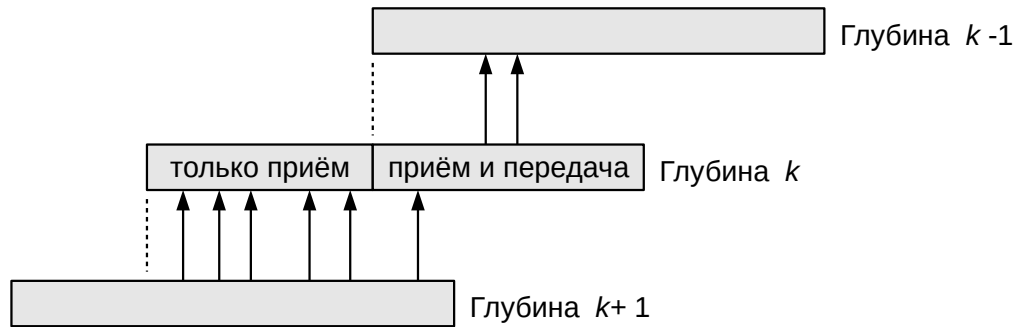 Глубина k -1
только приём
приём и передача
Глубина k
Глубина k+ 1